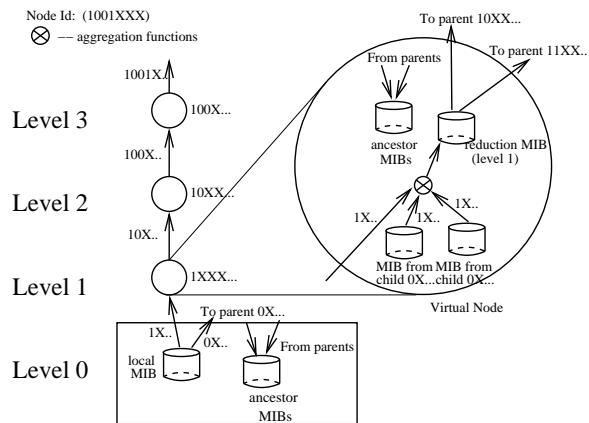 Node Id: (1001XXX)
–– aggregation functions
To parent 10XX...
To parent 11XX..
1001X..
From parents
Level 3
100X...
ancestor
MIBs
reduction MIB
(level 1)
100X..
Level 2
10XX...
1X..
1X..
1X..
10X..
MIB from
child 0X...
MIB from
child 0X...
Level 1
1XXX...
Virtual Node
To parent 0X...
1X..
0X..
From parents
Level 0
local
MIB
ancestor
MIBs